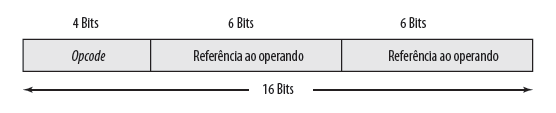 4 Bits 6 Bits 6 Bits
Opcode Referência ao operando Referência ao operando
16 Bits